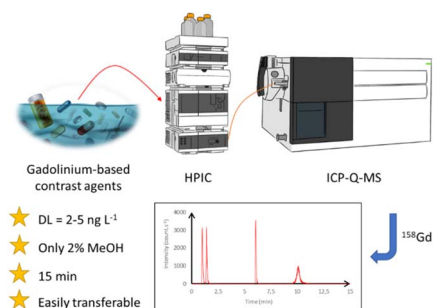 Gadolinium-based
contrast agents
HPIC
ICP-Q-MS
DL = 2-5 ng L⁻¹
Only 2% MeOH
15 min
Easily transferable
4000
3000
2000
1000
0
0
2.5
5
7.5
10
12.5
15
Intensity (count.s⁻¹)
Time (min)
¹⁵⁸Gd